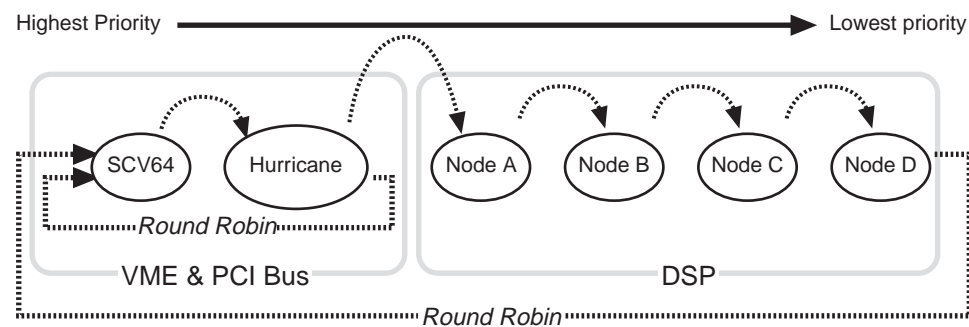 Highest Priority
Lowest priority
SCV64
Hurricane
Node A
Node B
Node C
Node D
Round Robin
VME & PCI Bus
DSP
Round Robin